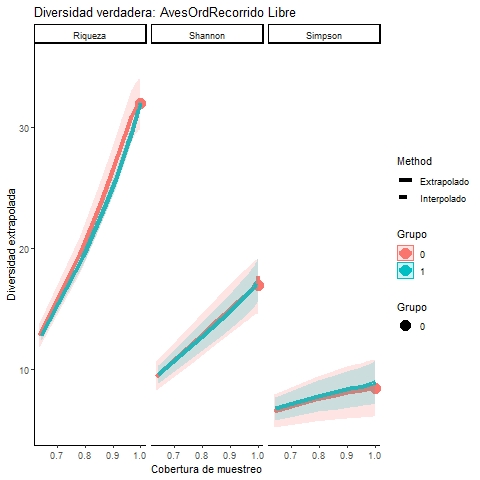 Diversidad verdadera: AvesOrdRecorrido Libre
Riqueza
Shannon
Simpson
Diversidad extrapolada
30
20
10
0.7 0.8 0.9 1.0
0.7 0.8 0.9 1.0
0.7 0.8 0.9 1.0
Cobertura de muestreo
Method
Extrapolado
Interpolado
Grupo
0
1
Grupo
0